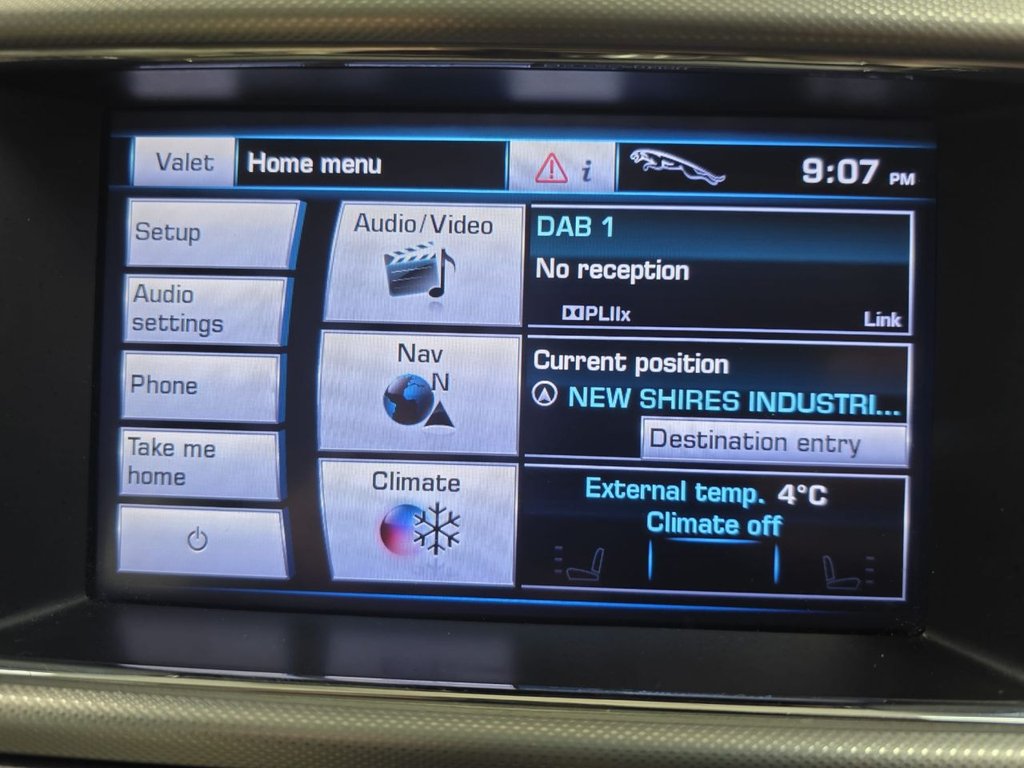 Valet
Home menu
i
9:07 PM
Setup
Audio
settings
Phone
Take me
home
Audio/Video
Nav
N
Climate
DAB 1
No reception
PLIIx
Link
Current position
NEW SHIRES INDUSTRI...
Destination entry
External temp. 4°C
Climate off